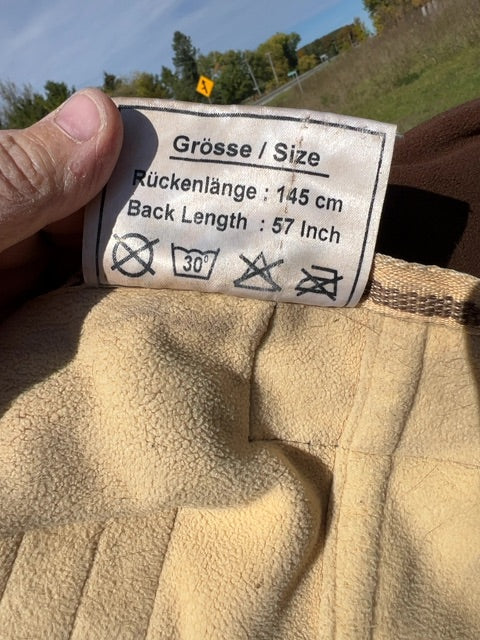 Grösse / Size
Rückenlänge : 145 cm
Back Length : 57 Inch
30°